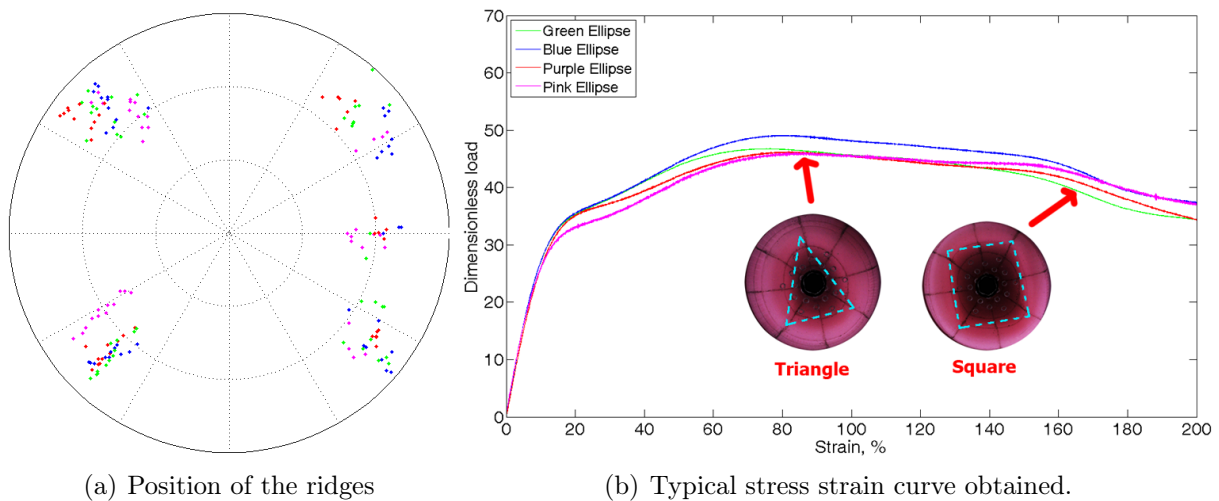 70
60
50
40
30
20
10
0
Dimensionless load
Green Ellipse
Blue Ellipse
Purple Ellipse
Pink Ellipse
Triangle
Square
0 20 40 60 80 100 120 140 160 180 200
Strain, %
(a) Position of the ridges
(b) Typical stress strain curve obtained.